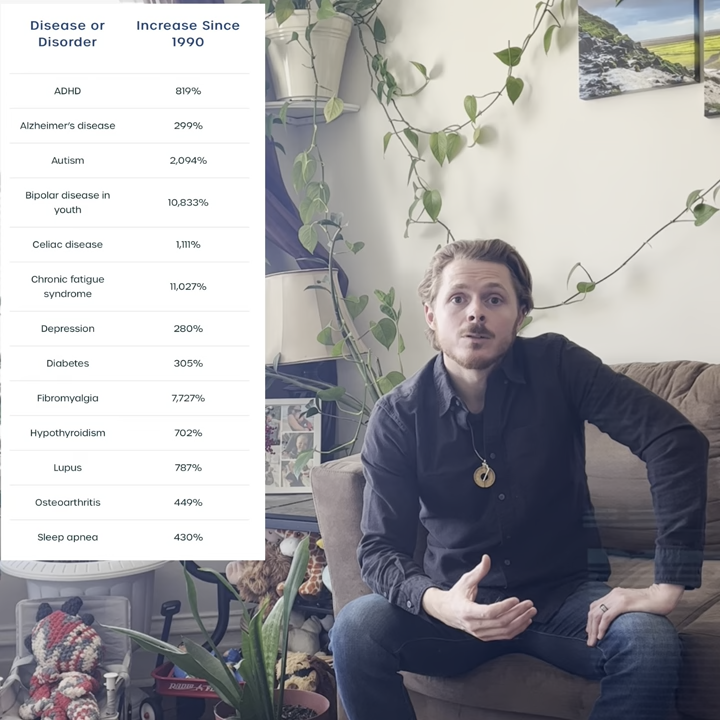 Disease or Increase Since
Disorder 1990
ADHD 819%
Alzheimer's disease 299%
Autism 2,094%
Bipolar disease in
youth 10,833%
Celiac disease 1,111%
Chronic fatigue
syndrome 11,027%
Depression 280%
Diabetes 305%
Fibromyalgia 7,727%
Hypothyroidism 702%
Lupus 787%
Osteoarthritis 449%
Sleep apnea 430%